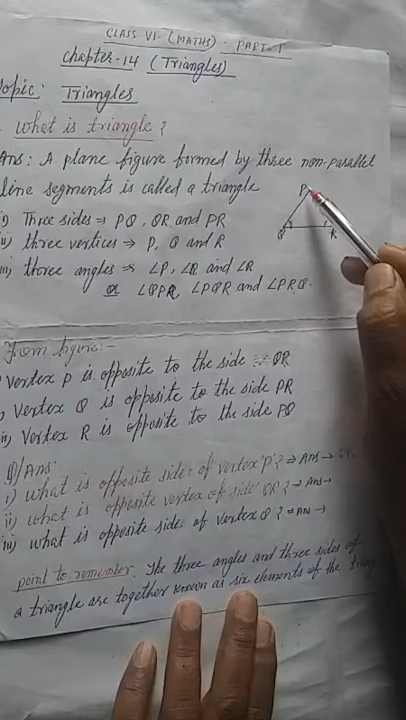 CLASS VI - (MATHS) - PART-1
Chapter-14 (Triangles)
opic: Triangles
What is triangle?
Ans: A plane figure formed by three non-parallel
line segments is called a triangle
P
i) Three sides ⇒ PQ, QR and PR
Q R
ii) three vertices ⇒ P, Q and R
iii) three angles ⇒ ∠P, ∠Q and ∠R
or ∠QPR, ∠PQR and ∠PRQ.
From figure:-
Vertex P is opposite to the side QR
, Vertex Q is opposite to the side PR
ii) Vertex R is opposite to the side PQ
Q/Ans:
i) What is opposite side of vertex 'P'? ⇒ Ans →
ii) What is opposite vertex of side QR? ⇒ Ans →
iii) What is opposite sides of vertex Q? ⇒ Ans →
point to remember: The three angles and three sides of
a triangle are together known as six elements of the